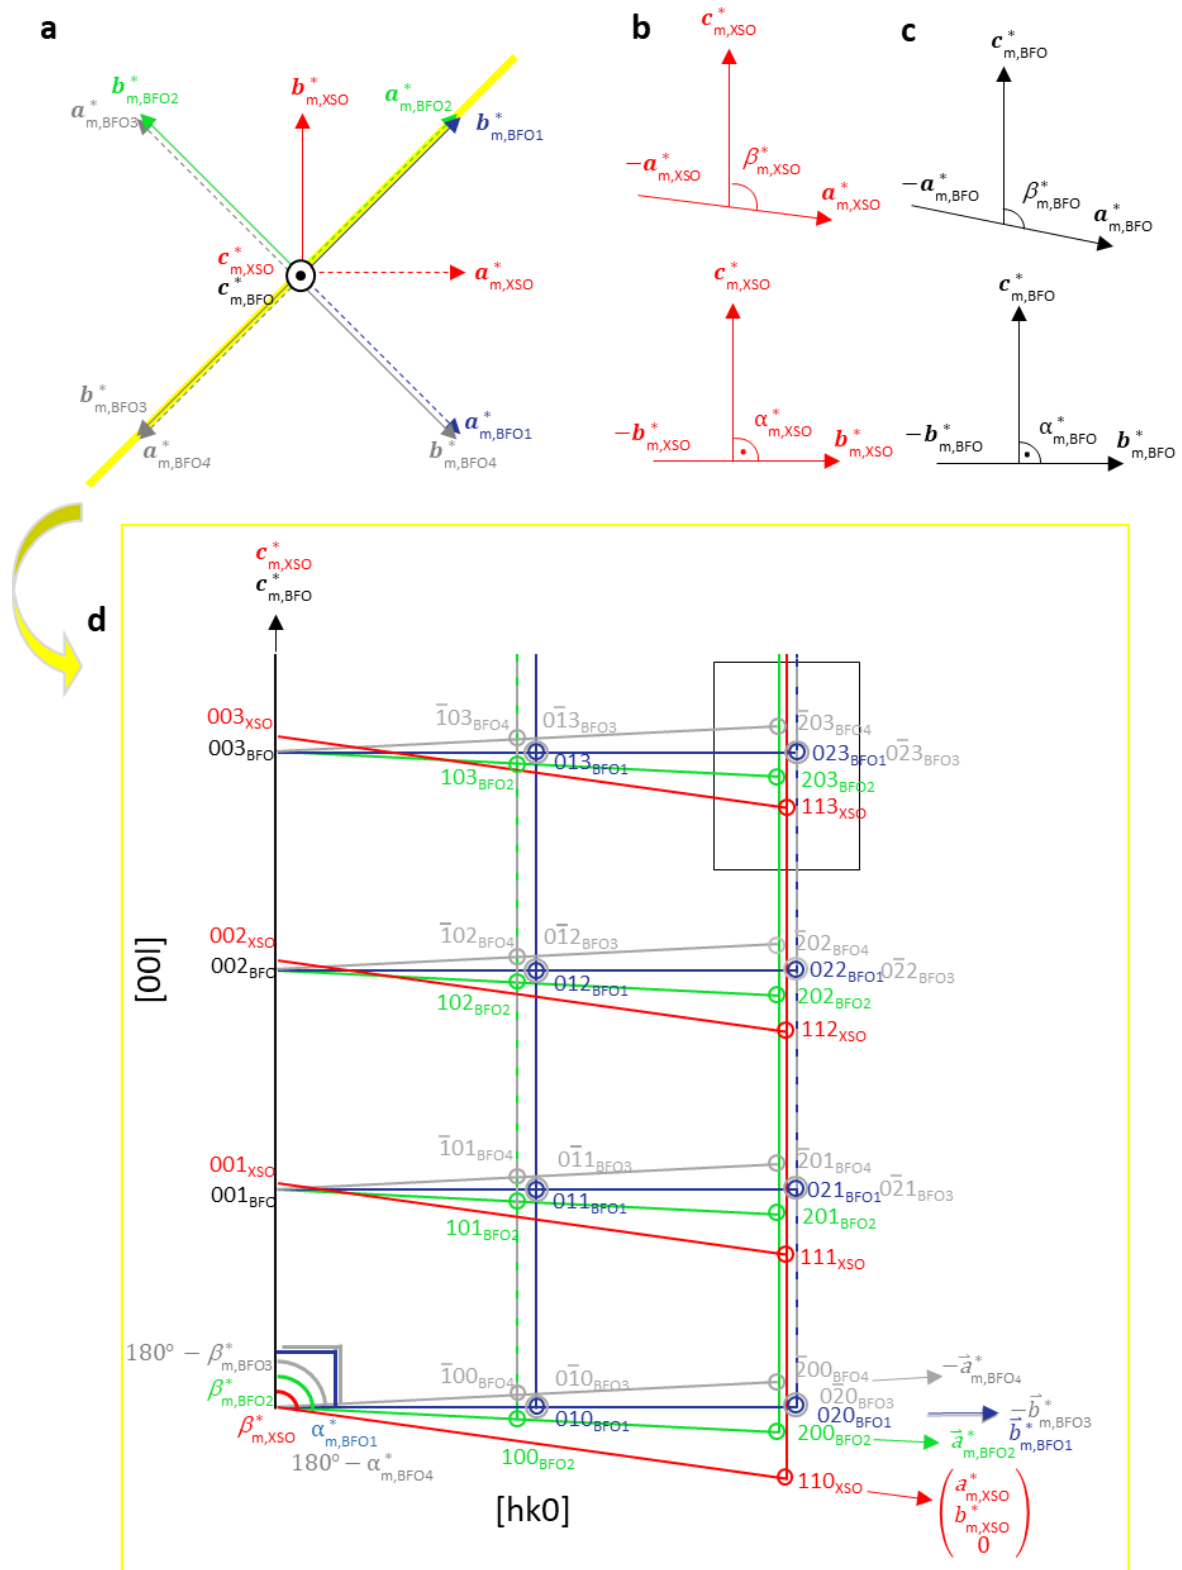 a
b*m,BFO2
a*m,BFO3
b*m,XSO
a*m,BFO2
b*m,BFO1
c*m,XSO
c*m,BFO
a*m,XSO
b*m,BFO3
a*m,BFO4
a*m,BFO1
b*m,BFO4
b
c*m,XSO
−a*m,XSO
β*m,XSO
a*m,XSO
c*m,XSO
−b*m,XSO
α*m,XSO
b*m,XSO
c
c*m,BFO
−a*m,BFO
β*m,BFO
a*m,BFO
c*m,BFO
−b*m,BFO
α*m,BFO
b*m,BFO
d
c*m,XSO
c*m,BFO
003XSO
003BFO
1̅03BFO4
01̅3BFO3
013BFO1
103BFO2
2̅03BFO4
023BFO1
02̅3BFO3
203BFO2
113XSO
[00l]
002XSO
002BFO
1̅02BFO4
01̅2BFO3
012BFO1
102BFO2
2̅02BFO4
022BFO1
02̅2BFO3
202BFO2
112XSO
001XSO
001BFO
1̅01BFO4
01̅1BFO3
011BFO1
101BFO2
2̅01BFO4
021BFO1
02̅1BFO3
201BFO2
111XSO
180° − β*m,BFO3
β*m,BFO2
β*m,XSO
α*m,BFO1
180° − α*m,BFO4
1̅00BFO4
01̅0BFO3
010BFO1
100BFO2
2̅00BFO4
−a⃗*m,BFO4
02̅0BFO3
020BFO1
−b⃗*m,BFO3
b⃗*m,BFO1
200BFO2
a⃗*m,BFO2
110XSO
a*m,XSO
b*m,XSO
0
[hk0]